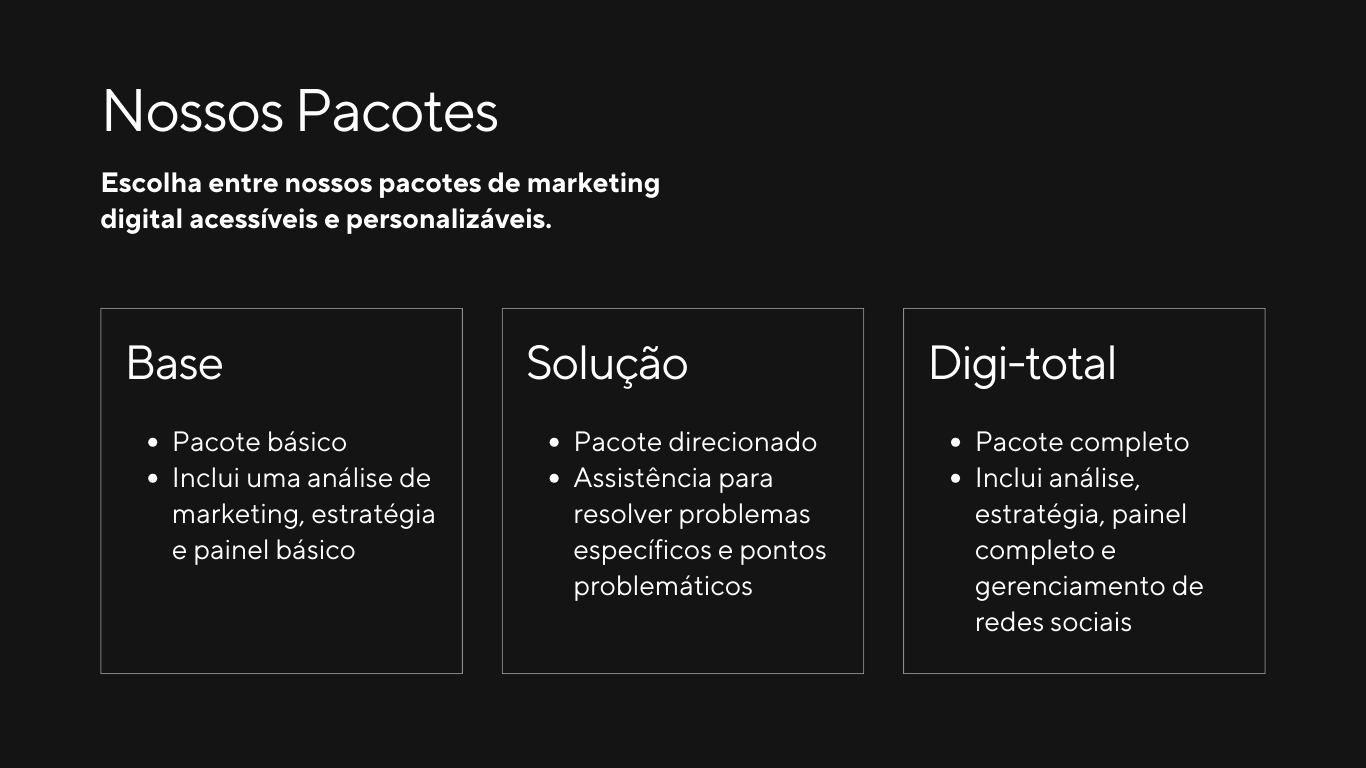 Nossos Pacotes
Escolha entre nossos pacotes de marketing
digital acessíveis e personalizáveis.
Base
• Pacote básico
• Inclui uma análise de
marketing, estratégia
e painel básico
Solução
• Pacote direcionado
• Assistência para
resolver problemas
específicos e pontos
problemáticos
Digi-total
• Pacote completo
• Inclui análise,
estratégia, painel
completo e
gerenciamento de
redes sociais